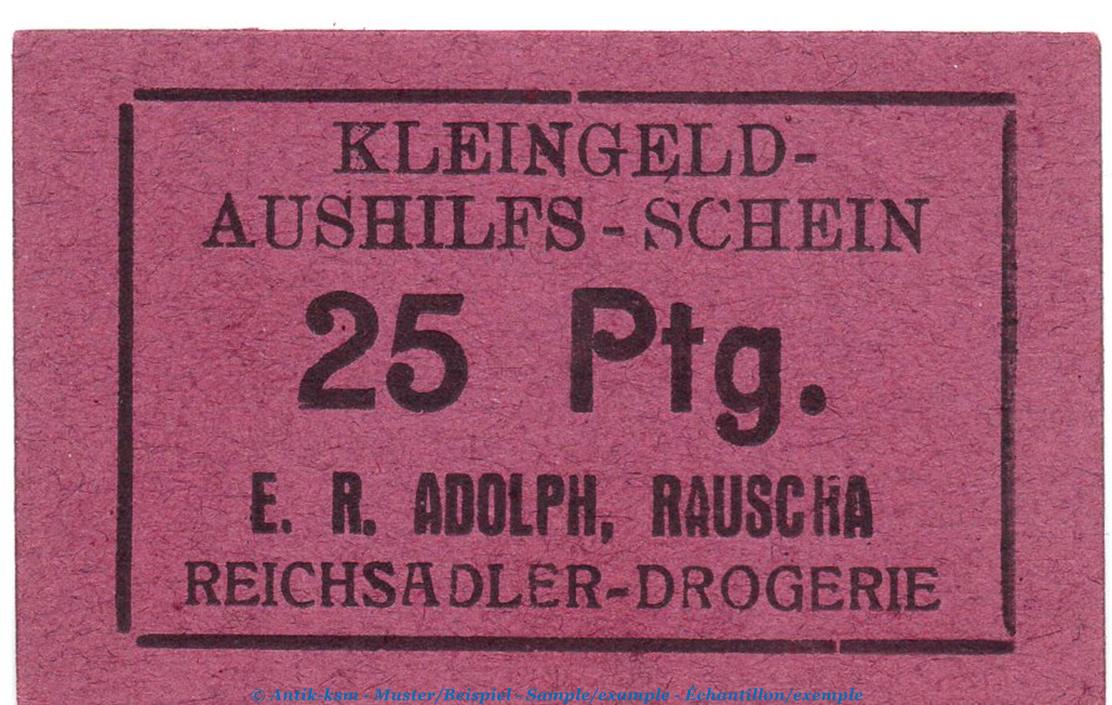 KLEINGELD-
AUSHILFS-SCHEIN
25 Ptg.
E. R. ADOLPH, RAUSCHA
REICHSADLER-DROGERIE
© Antik-ksm - Muster/Beispiel - Sample/example - Échantillon/exemple